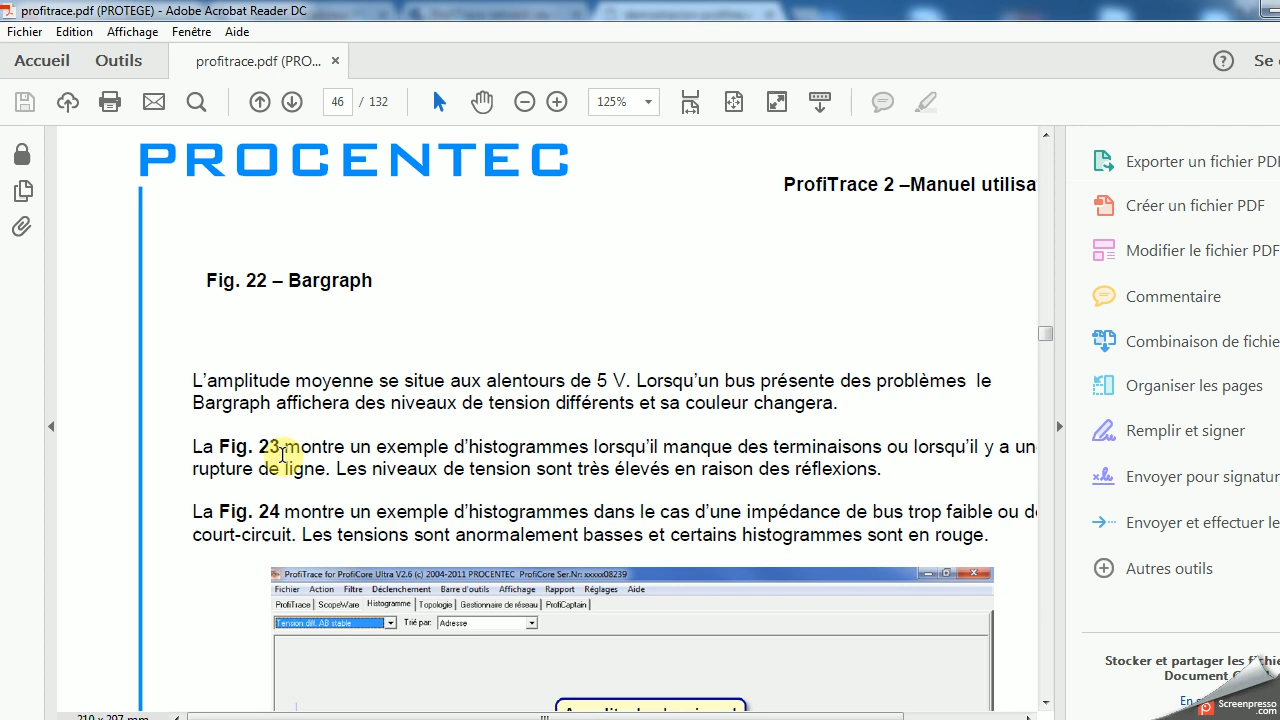 profitrace.pdf (PROTEGE) - Adobe Acrobat Reader DC
Fichier Edition Affichage Fenêtre Aide
Accueil Outils profitrace.pdf (PRO... × ? Se
46 / 132 125%
PROCENTEC
ProfiTrace 2 –Manuel utilisa
Fig. 22 – Bargraph
L’amplitude moyenne se situe aux alentours de 5 V. Lorsqu’un bus présente des problèmes le
Bargraph affichera des niveaux de tension différents et sa couleur changera.
La Fig. 23 montre un exemple d’histogrammes lorsqu’il manque des terminaisons ou lorsqu’il y a un
rupture de ligne. Les niveaux de tension sont très élevés en raison des réflexions.
La Fig. 24 montre un exemple d’histogrammes dans le cas d’une impédance de bus trop faible ou d
court-circuit. Les tensions sont anormalement basses et certains histogrammes sont en rouge.
ProfiTrace for ProfiCore Ultra V2.6 (c) 2004-2011 PROCENTEC ProfiCore Ser.Nr: xxxxx08239
Fichier Action Filtre Déclenchement Barre d'outils Affichage Rapport Réglages Aide
ProfiTrace ScopeWare Histogramme Topologie Gestionnaire de réseau ProfiCaptain
Tension diff. AB stable Trié par: Adresse
210 x 297 mm
Exporter un fichier PDF
Créer un fichier PDF
Modifier le fichier PDF
Commentaire
Combinaison de fichie
Organiser les pages
Remplir et signer
Envoyer pour signatur
Envoyer et effectuer le
Autres outils
Stocker et partager les fichie
Document
En
Screenpresso
.com